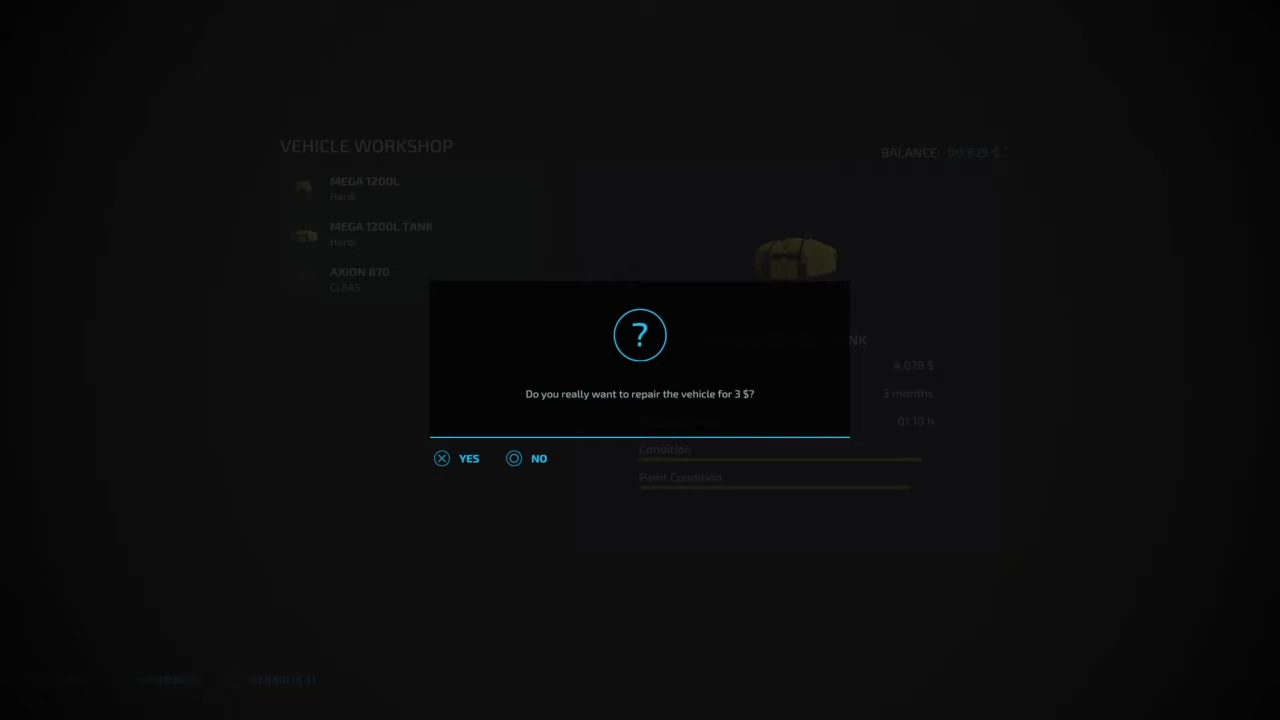 VEHICLE WORKSHOP
BALANCE:
MEGA 1200L
Hardi
MEGA 1200L TANK
Hardi
AXION 870
CLAAS
NK
4.078 $
Do you really want to repair the vehicle for 3 $?
3 months
01:10 h
Condition
YES NO
Paint Condition